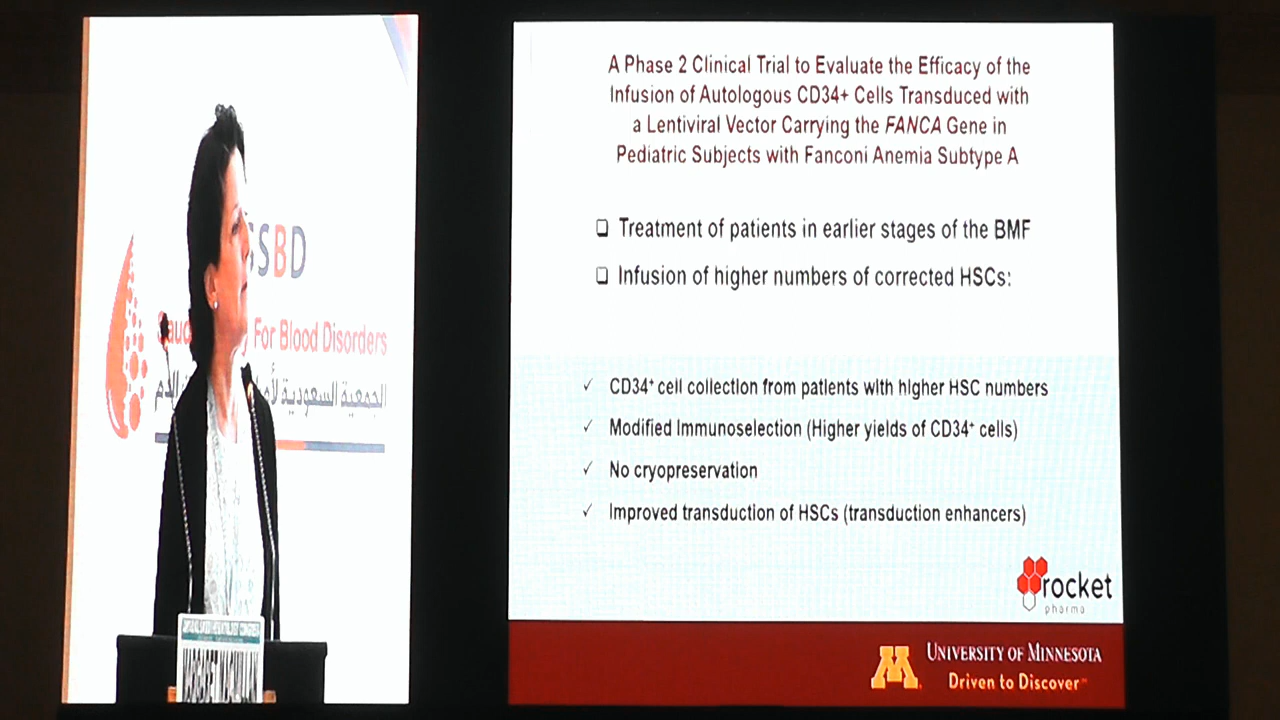 SBD
For Blood Disorders
الجمعية السعودية
A Phase 2 Clinical Trial to Evaluate the Efficacy of the
Infusion of Autologous CD34+ Cells Transduced with
a Lentiviral Vector Carrying the FANCA Gene in
Pediatric Subjects with Fanconi Anemia Subtype A
❑ Treatment of patients in earlier stages of the BMF
❑ Infusion of higher numbers of corrected HSCs:
✓ CD34⁺ cell collection from patients with higher HSC numbers
✓ Modified Immunoselection (Higher yields of CD34⁺ cells)
✓ No cryopreservation
✓ Improved transduction of HSCs (transduction enhancers)
rocket
pharma
M
UNIVERSITY OF MINNESOTA
Driven to Discover
MARGARET MACMILLAN